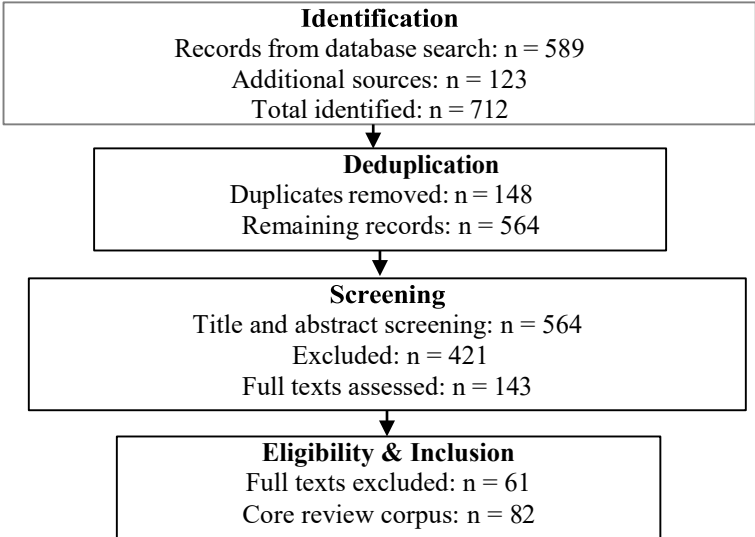 Identification
Records from database search: n = 589
Additional sources: n = 123
Total identified: n = 712
Deduplication
Duplicates removed: n = 148
Remaining records: n = 564
Screening
Title and abstract screening: n = 564
Excluded: n = 421
Full texts assessed: n = 143
Eligibility & Inclusion
Full texts excluded: n = 61
Core review corpus: n = 82